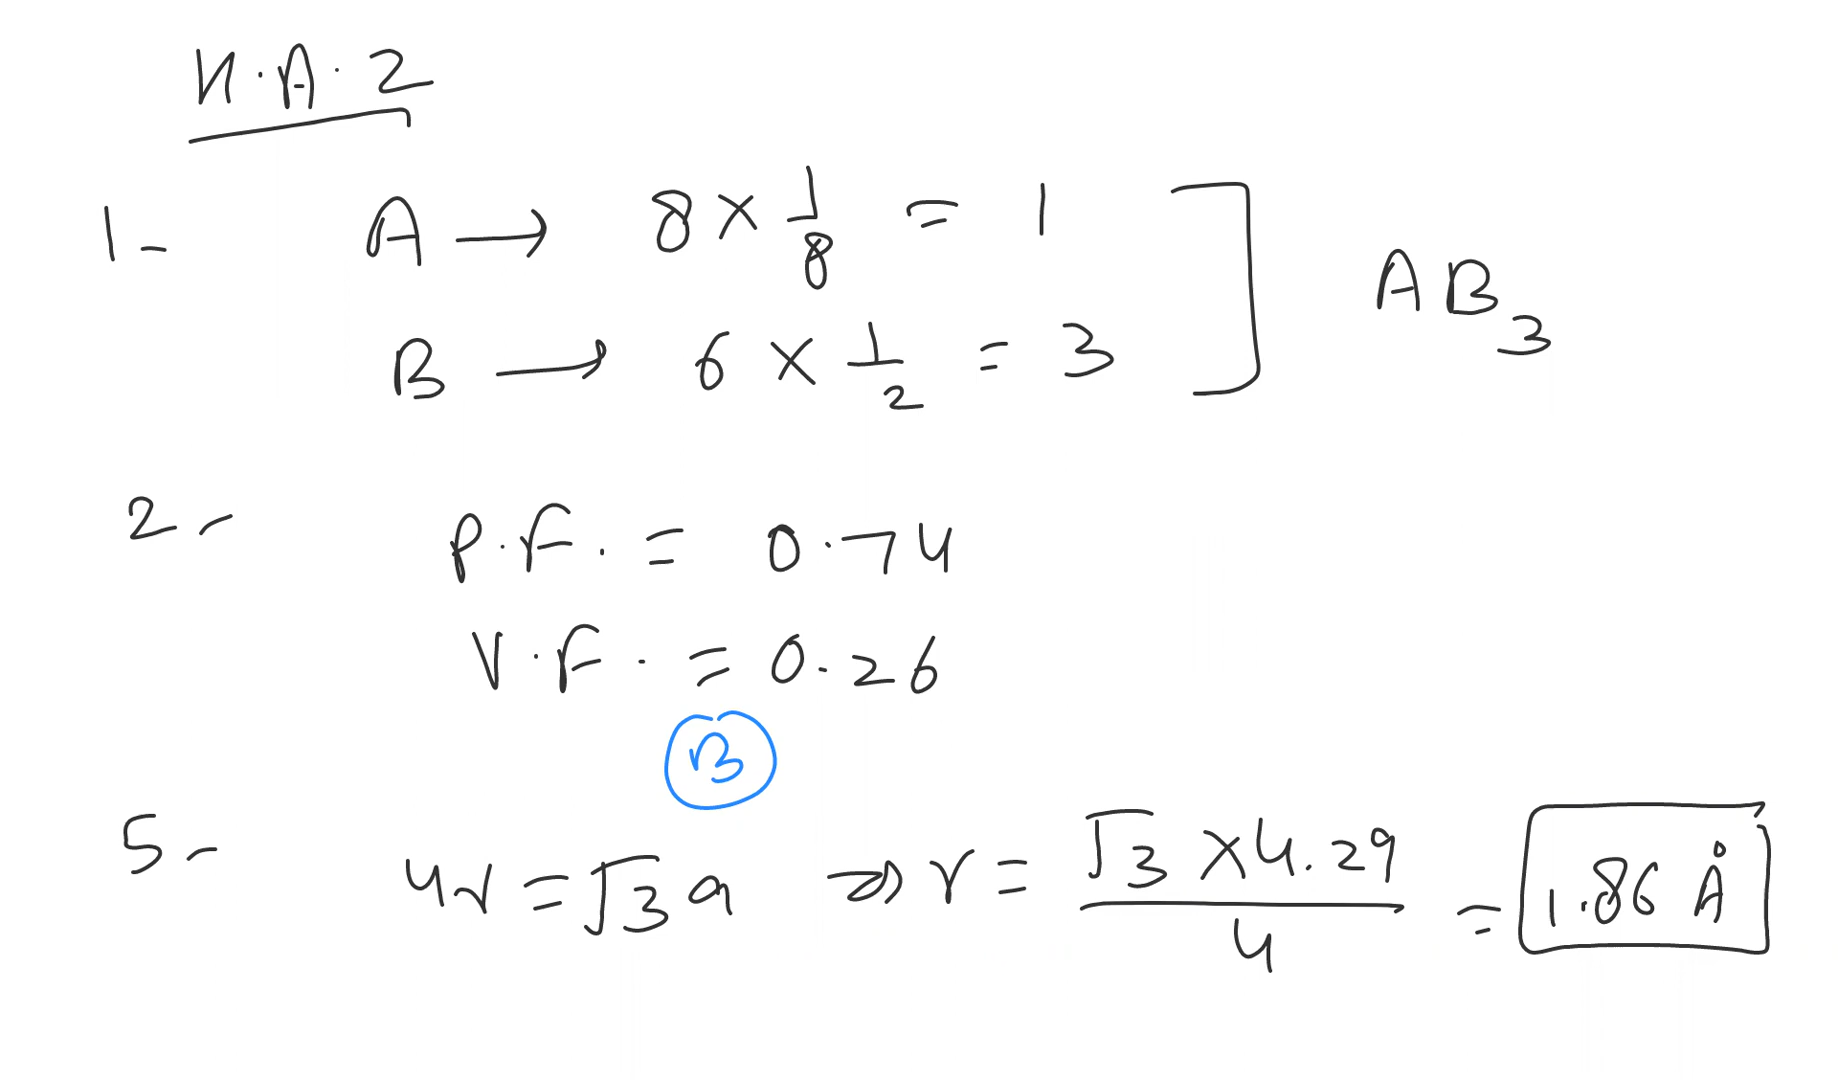 H.A.2
1- A → 8 × 1/8 = 1
B → 6 × 1/2 = 3 ] AB₃
2- P.F. = 0.74
V.F. = 0.26
B
5- 4r = √3 a ⇒ r = √3 × 4.29 / 4 = 1.86 Å